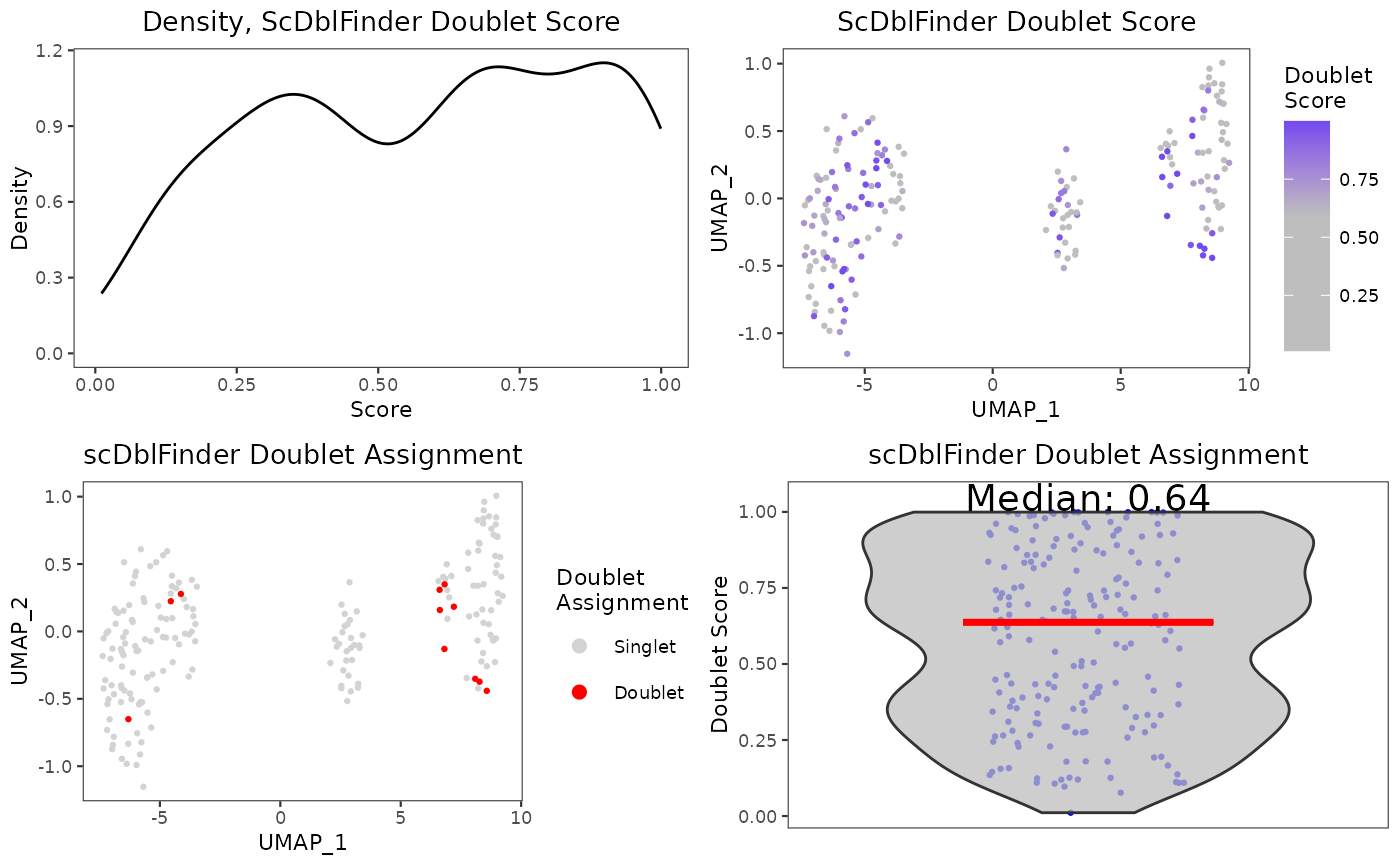 Density, ScDblFinder Doublet Score
1.2
0.9
0.6
0.3
0.0
Density
0.00 0.25 0.50 0.75 1.00
Score
ScDblFinder Doublet Score
1.0
0.5
0.0
-0.5
-1.0
UMAP_2
-5 0 5 10
UMAP_1
Doublet
Score
0.75
0.50
0.25
scDblFinder Doublet Assignment
1.0
0.5
0.0
-0.5
-1.0
UMAP_2
-5 0 5 10
UMAP_1
Doublet
Assignment
Singlet
Doublet
scDblFinder Doublet Assignment
Median: 0.64
1.00
0.75
0.50
0.25
0.00
Doublet Score